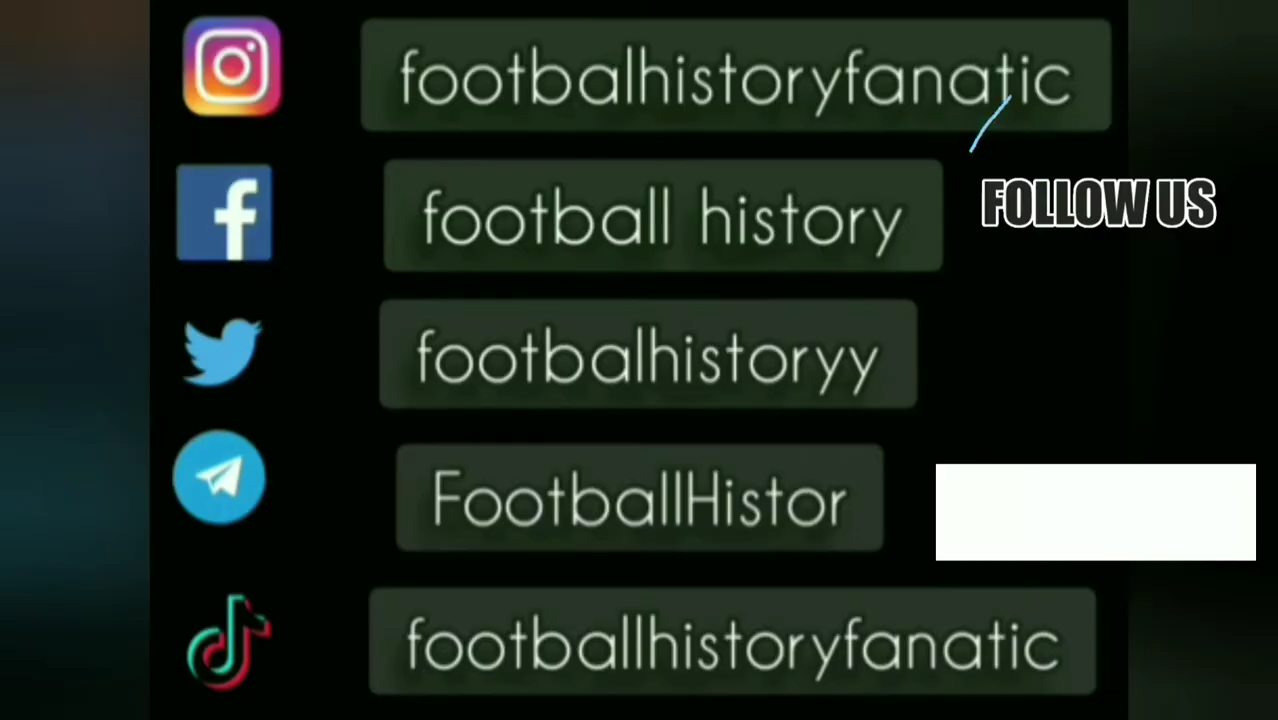 footbalhistoryfanatic
football history
FOLLOW US
footbalhistoryy
FootballHistor
footballhistoryfanatic